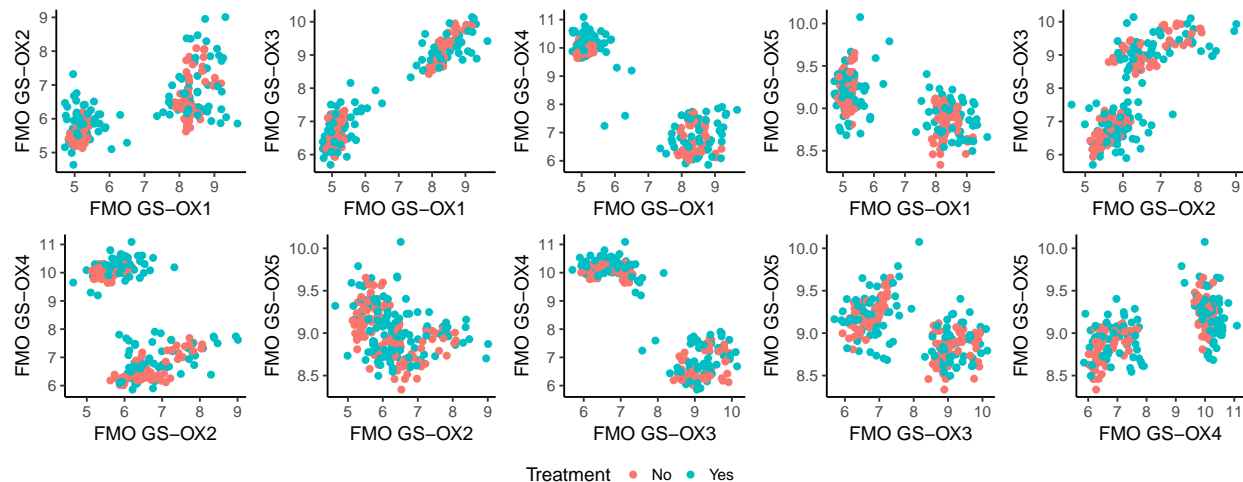 FMO GS−OX2
9
8
7
6
5
5 6 7 8 9
FMO GS−OX1
FMO GS−OX3
10
9
8
7
6
5 6 7 8 9
FMO GS−OX1
FMO GS−OX4
11
10
9
8
7
6
5 6 7 8 9
FMO GS−OX1
FMO GS−OX5
10.0
9.5
9.0
8.5
5 6 7 8 9
FMO GS−OX1
FMO GS−OX3
10
9
8
7
6
5 6 7 8 9
FMO GS−OX2
FMO GS−OX4
11
10
9
8
7
6
5 6 7 8 9
FMO GS−OX2
FMO GS−OX5
10.0
9.5
9.0
8.5
5 6 7 8 9
FMO GS−OX2
FMO GS−OX4
11
10
9
8
7
6
6 7 8 9 10
FMO GS−OX3
FMO GS−OX5
10.0
9.5
9.0
8.5
6 7 8 9 10
FMO GS−OX3
FMO GS−OX5
10.0
9.5
9.0
8.5
6 7 8 9 10 11
FMO GS−OX4
Treatment No Yes